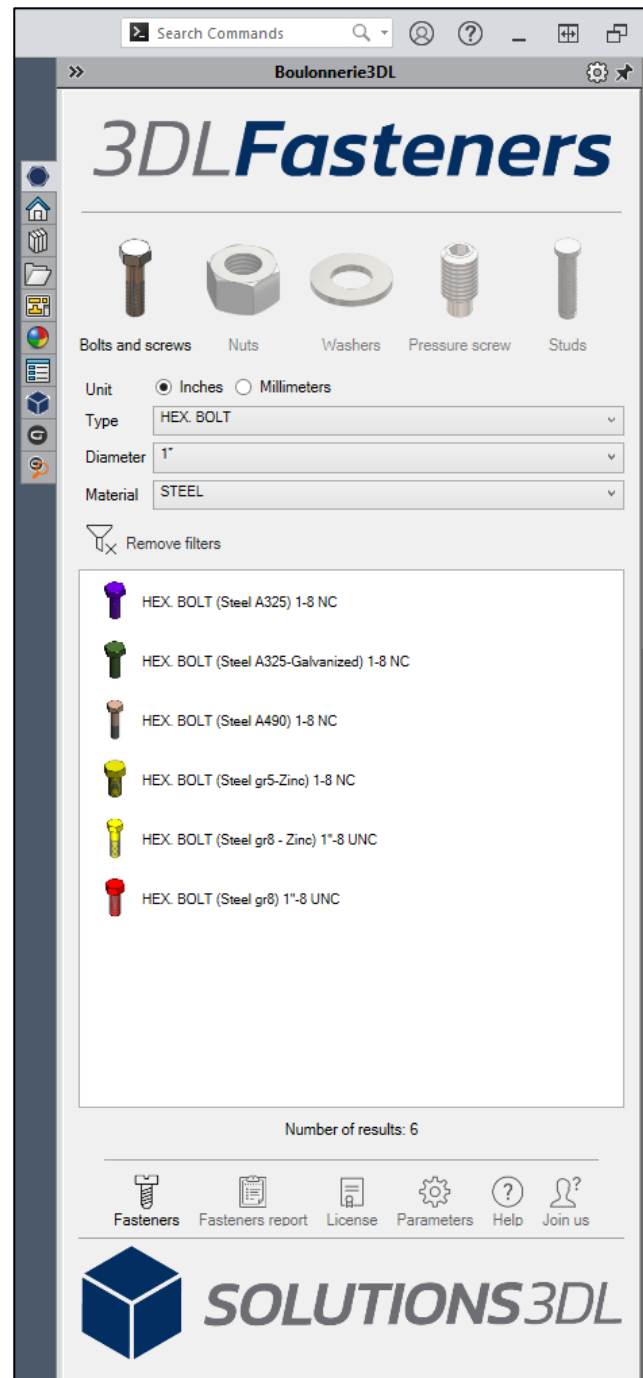 Search Commands
Boulonnerie3DL
3DLFasteners
Bolts and screws Nuts Washers Pressure screw Studs
Unit Inches Millimeters
Type HEX. BOLT
Diameter 1"
Material STEEL
Remove filters
HEX. BOLT (Steel A325) 1-8 NC
HEX. BOLT (Steel A325-Galvanized) 1-8 NC
HEX. BOLT (Steel A490) 1-8 NC
HEX. BOLT (Steel gr5-Zinc) 1-8 NC
HEX. BOLT (Steel gr8 - Zinc) 1"-8 UNC
HEX. BOLT (Steel gr8) 1"-8 UNC
Number of results: 6
Fasteners Fasteners report License Parameters Help Join us
SOLUTIONS3DL